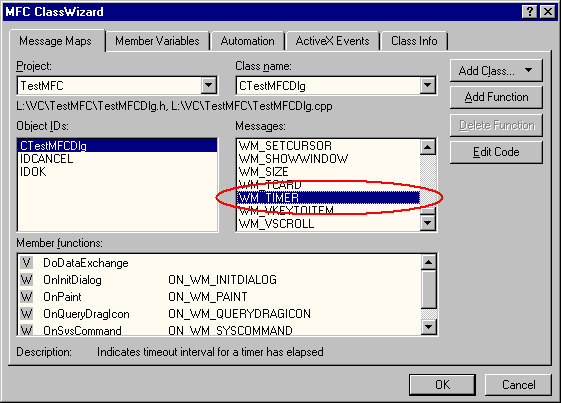 MFC ClassWizard
Message Maps Member Variables Automation ActiveX Events Class Info
Project: Class name:
TestMFC CTestMFCDlg Add Class...
L:\VC\TestMFC\TestMFCDlg.h, L:\VC\TestMFC\TestMFCDlg.cpp Add Function
Object IDs: Messages: Delete Function
CTestMFCDlg WM_SETCURSOR Edit Code
IDCANCEL WM_SHOWWINDOW
IDOK WM_SIZE
WM_TCARD
WM_TIMER
WM_VKEYTOITEM
WM_VSCROLL
Member functions:
V DoDataExchange
W OnInitDialog ON_WM_INITDIALOG
W OnPaint ON_WM_PAINT
W OnQueryDragIcon ON_WM_QUERYDRAGICON
W OnSysCommand ON_WM_SYSCOMMAND
Description: Indicates timeout interval for a timer has elapsed
OK Cancel